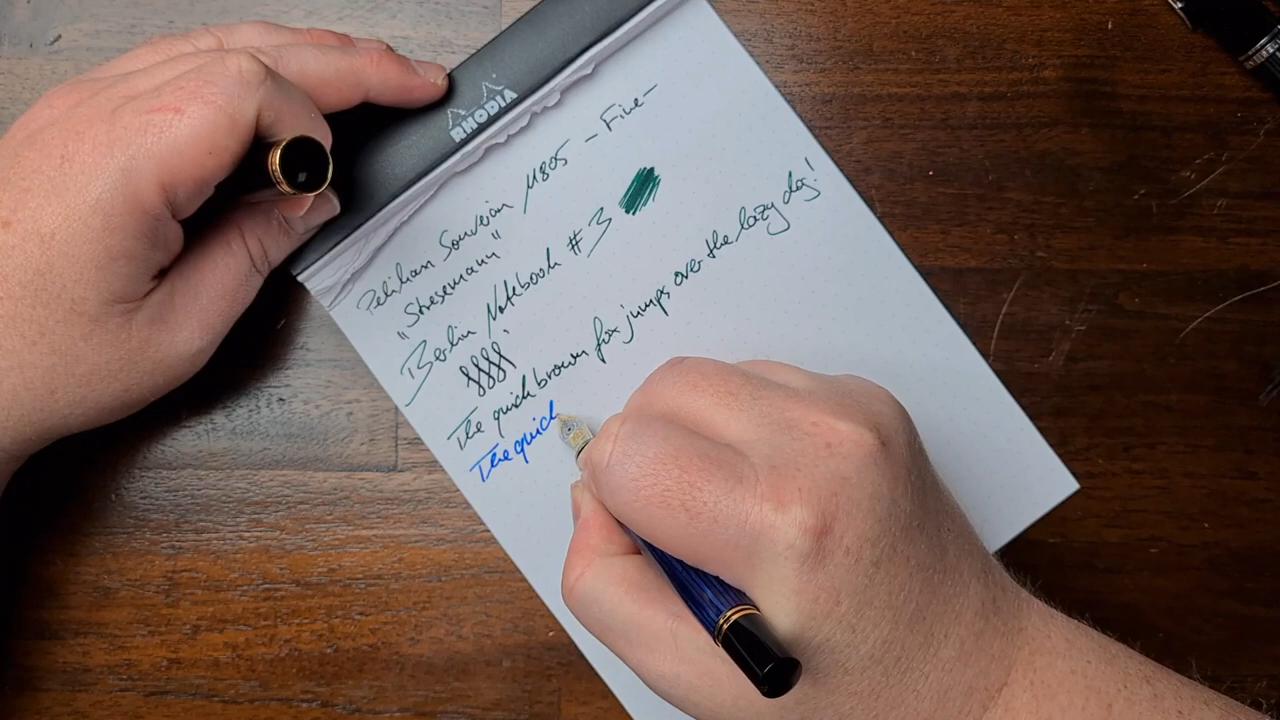 RHODIA
Pelikan Souverän M805 – Fine –
„Stresemann“
Berlin Notebook #3
The quick brown fox jumps over the lazy dog!
The quick